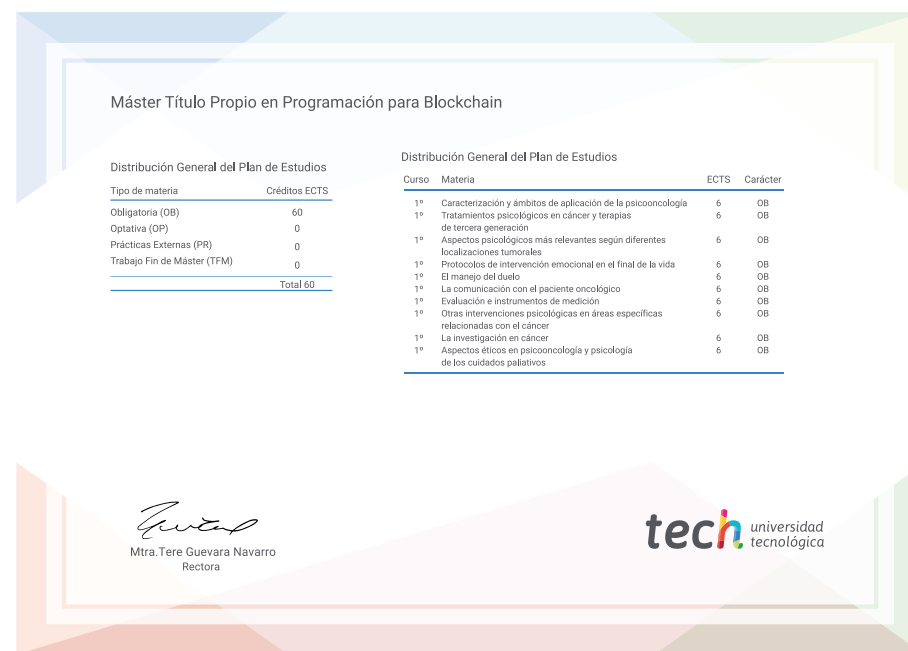 Máster Título Propio en Programación para Blockchain
Distribución General del Plan de Estudios
Tipo de materia Créditos ECTS
Obligatoria (OB) 60
Optativa (OP) 0
Prácticas Externas (PR) 0
Trabajo Fin de Máster (TFM) 0
Total 60
Distribución General del Plan de Estudios
Curso Materia ECTS Carácter
1º Caracterización y ámbitos de aplicación de la psicooncología 6 OB
1º Tratamientos psicológicos en cáncer y terapias 6 OB
de tercera generación
1º Aspectos psicológicos más relevantes según diferentes 6 OB
localizaciones tumorales
1º Protocolos de intervención emocional en el final de la vida 6 OB
1º El manejo del duelo 6 OB
1º La comunicación con el paciente oncológico 6 OB
1º Evaluación e instrumentos de medición 6 OB
1º Otras intervenciones psicológicas en áreas específicas 6 OB
relacionadas con el cáncer
1º La investigación en cáncer 6 OB
1º Aspectos éticos en psicooncología y psicología 6 OB
de los cuidados paliativos
Mtra.Tere Guevara Navarro
Rectora
tech universidad
tecnológica